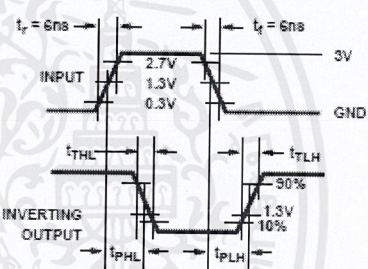 tr = 6ns
tf = 6ns
3V
INPUT
2.7V
1.3V
0.3V
GND
tTHL
tTLH
90%
INVERTING
OUTPUT
1.3V
10%
tPHL
tPLH